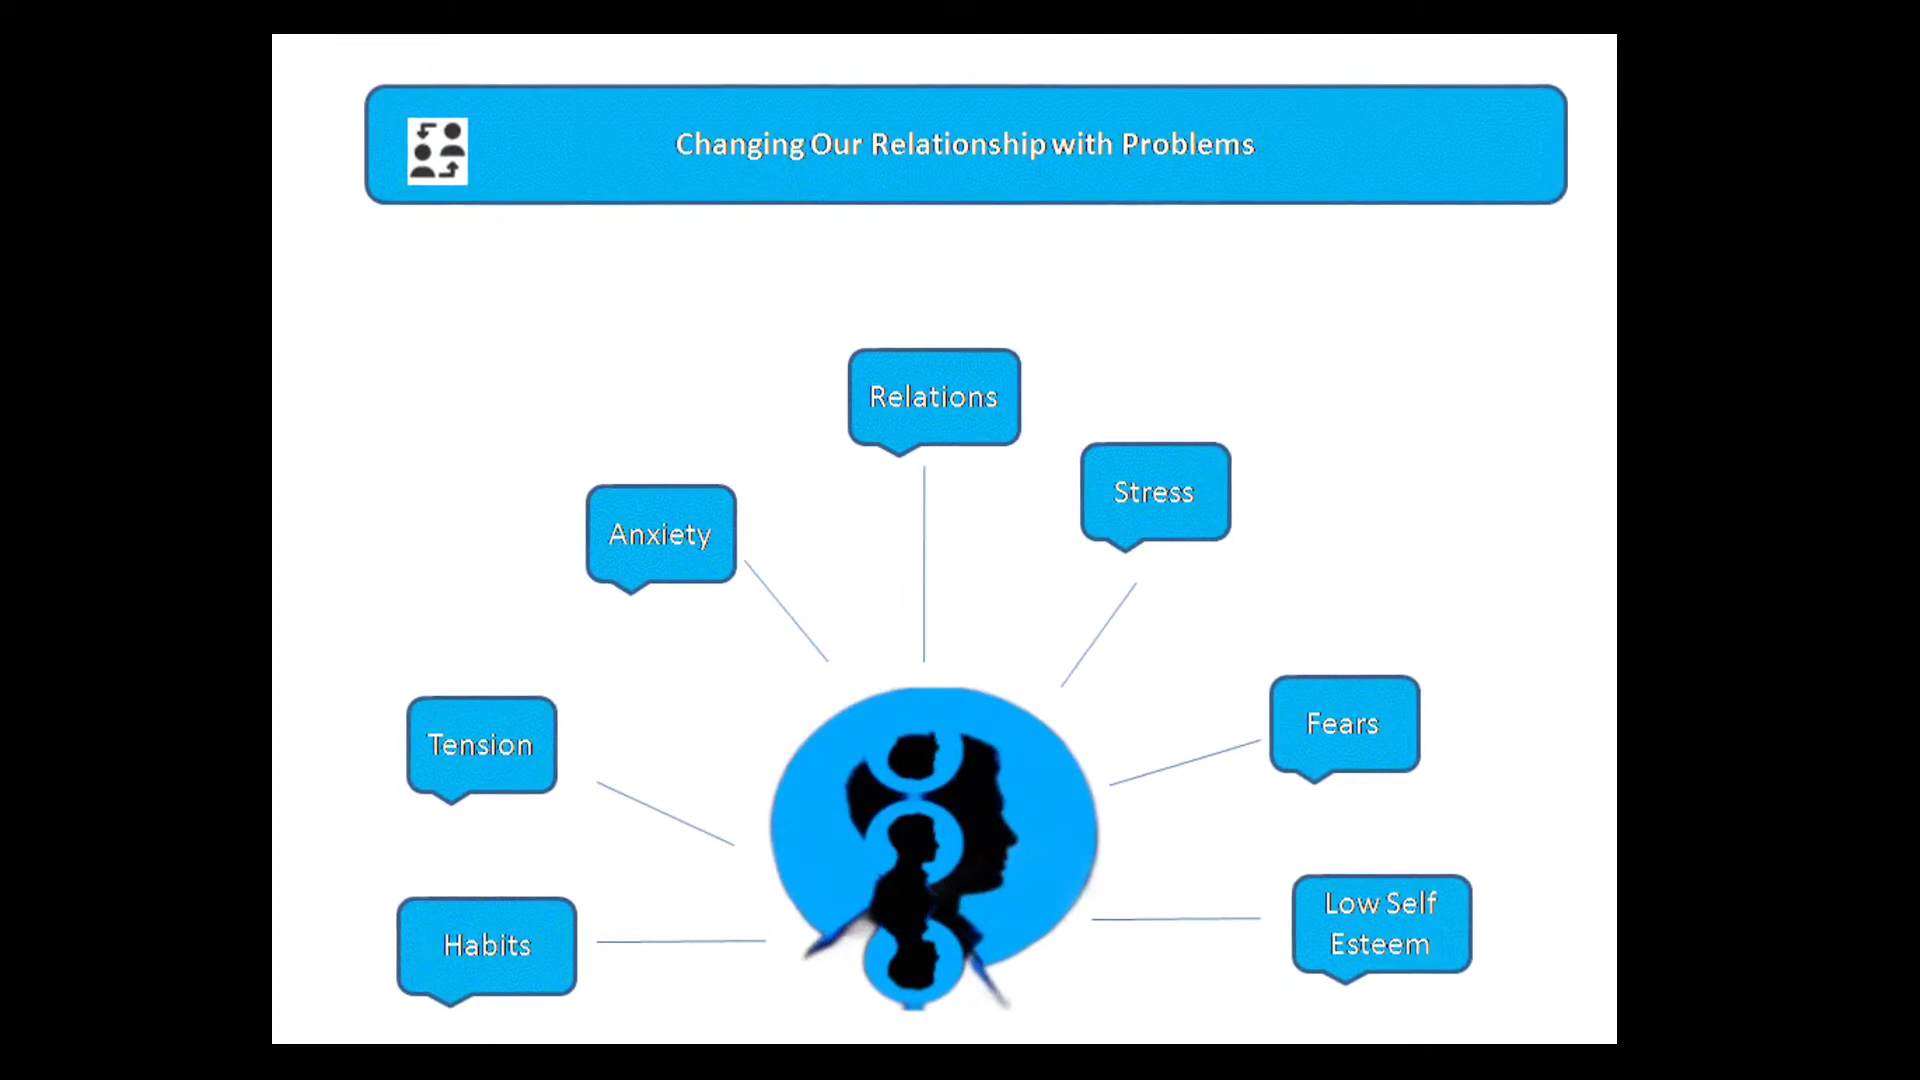 Changing Our Relationship with Problems
Relations
Stress
Anxiety
Fears
Tension
Low Self
Esteem
Habits